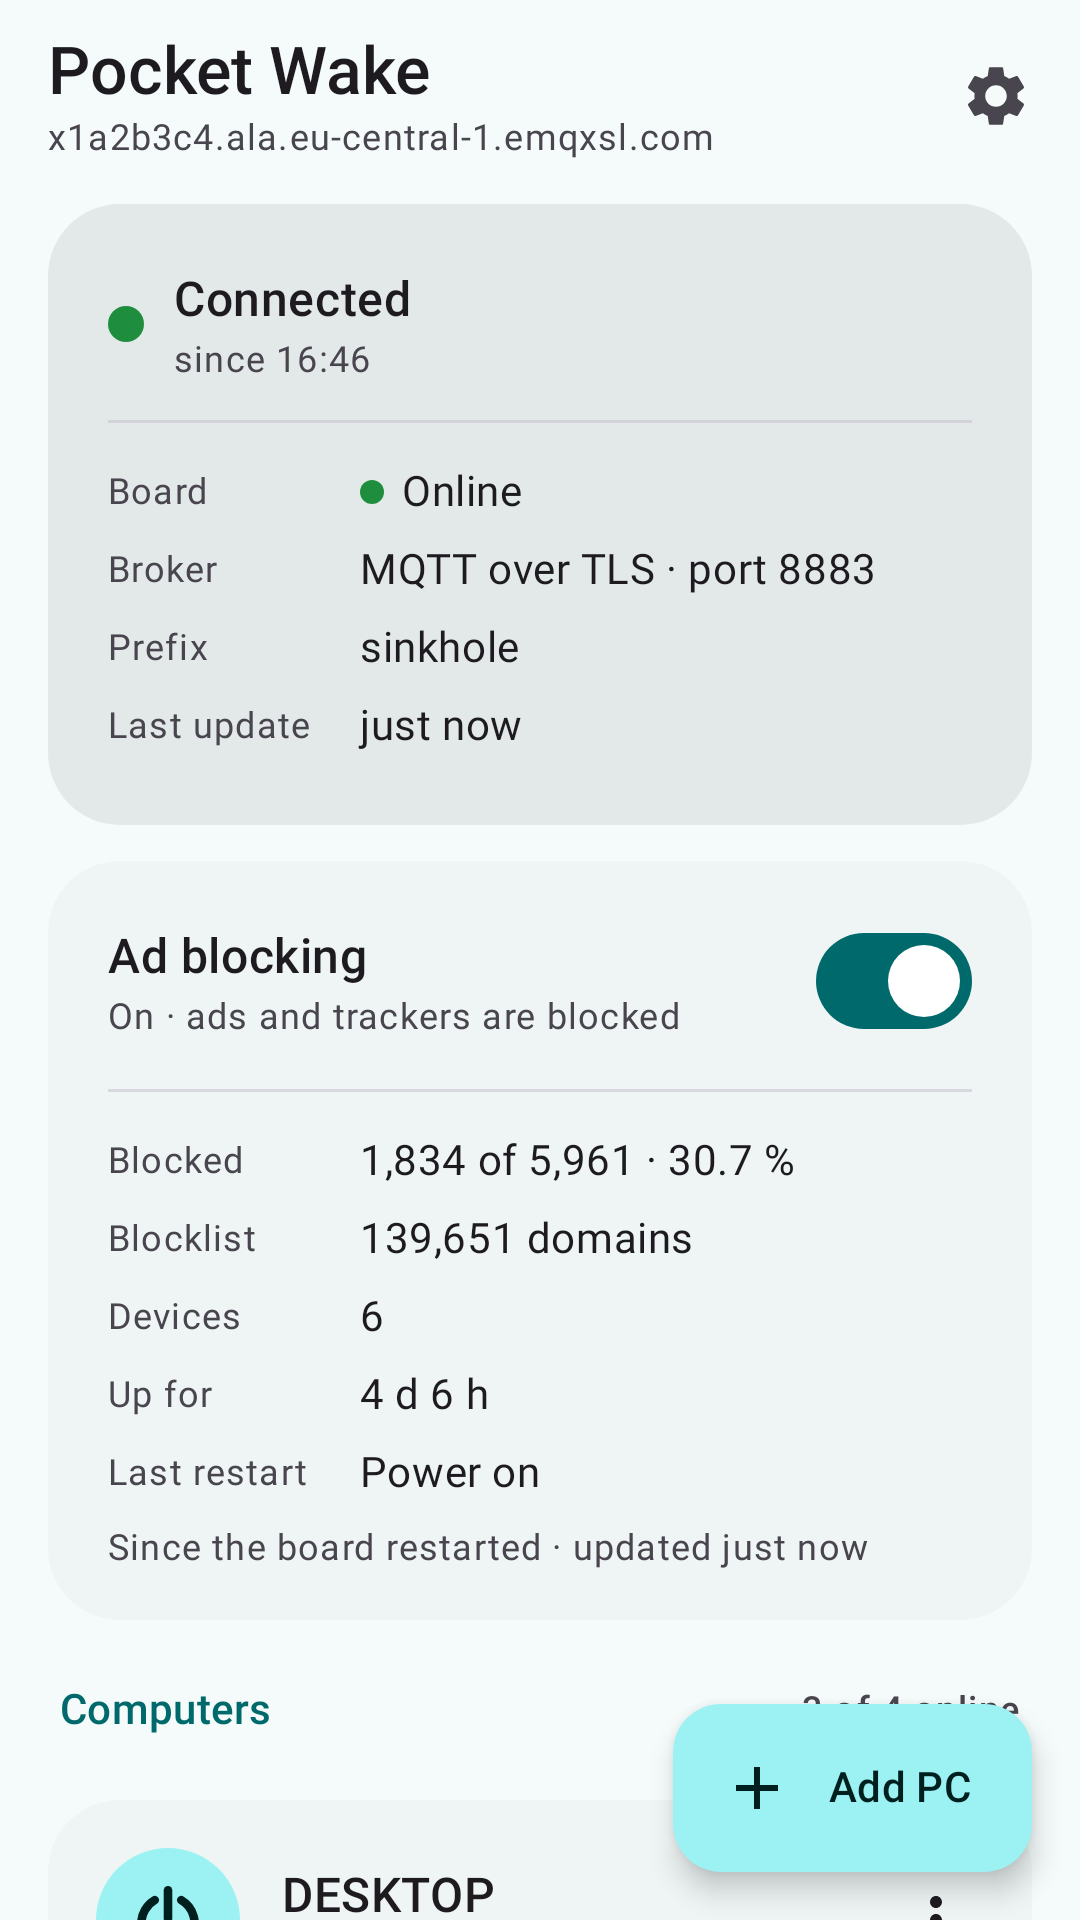 Pocket Wake
x1a2b3c4.ala.eu-central-1.emqxsl.com
Connected
since 16:46
Board Online
Broker MQTT over TLS · port 8883
Prefix sinkhole
Last update just now
Ad blocking
On · ads and trackers are blocked
Blocked 1,834 of 5,961 · 30.7 %
Blocklist 139,651 domains
Devices 6
Up for 4 d 6 h
Last restart Power on
Since the board restarted · updated just now
Computers of 4 online
Add PC
DESKTOP